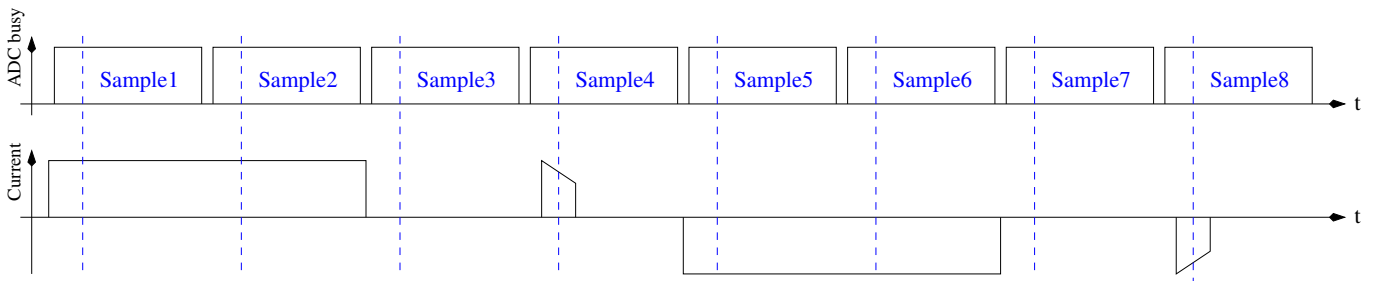 ADC busy
Sample1 Sample2 Sample3 Sample4 Sample5 Sample6 Sample7 Sample8
t
Current
t